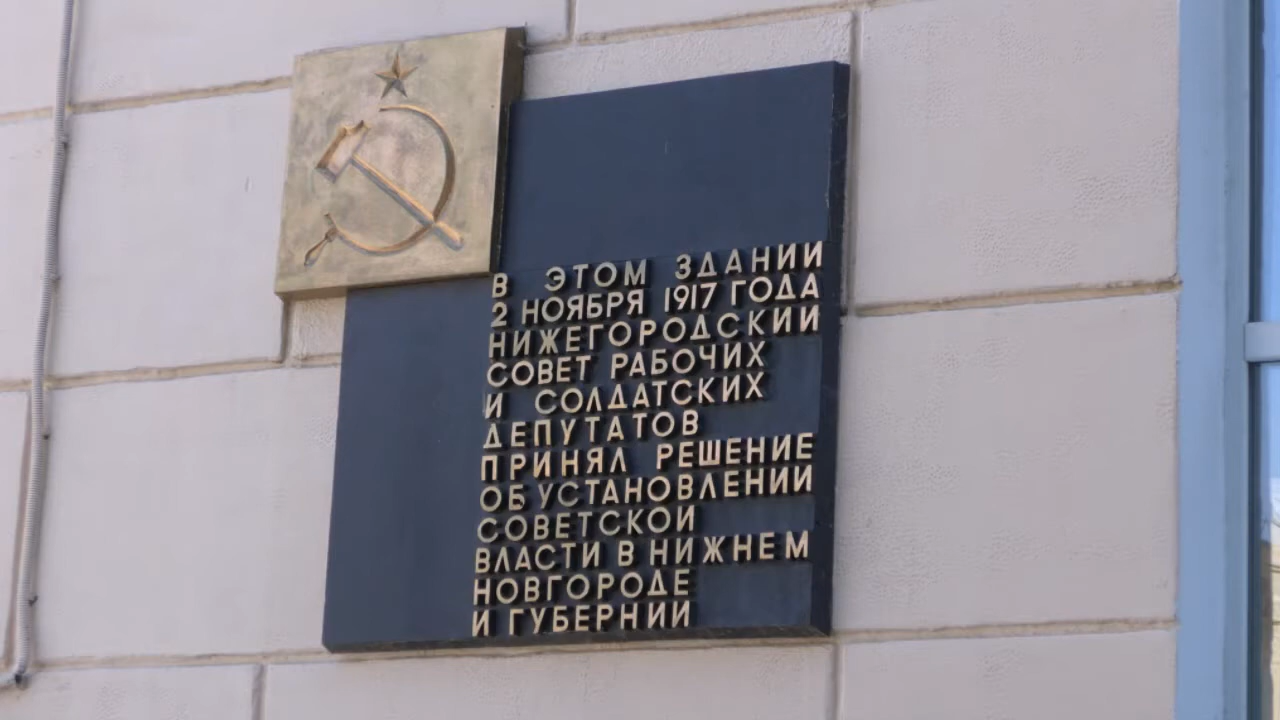 В ЭТОМ ЗДАНИИ
2 НОЯБРЯ 1917 ГОДА
НИЖЕГОРОДСКИЙ
СОВЕТ РАБОЧИХ
И СОЛДАТСКИХ
ДЕПУТАТОВ
ПРИНЯЛ РЕШЕНИЕ
ОБ УСТАНОВЛЕНИИ
СОВЕТСКОЙ
ВЛАСТИ В НИЖНЕМ
НОВГОРОДЕ
И ГУБЕРНИИ